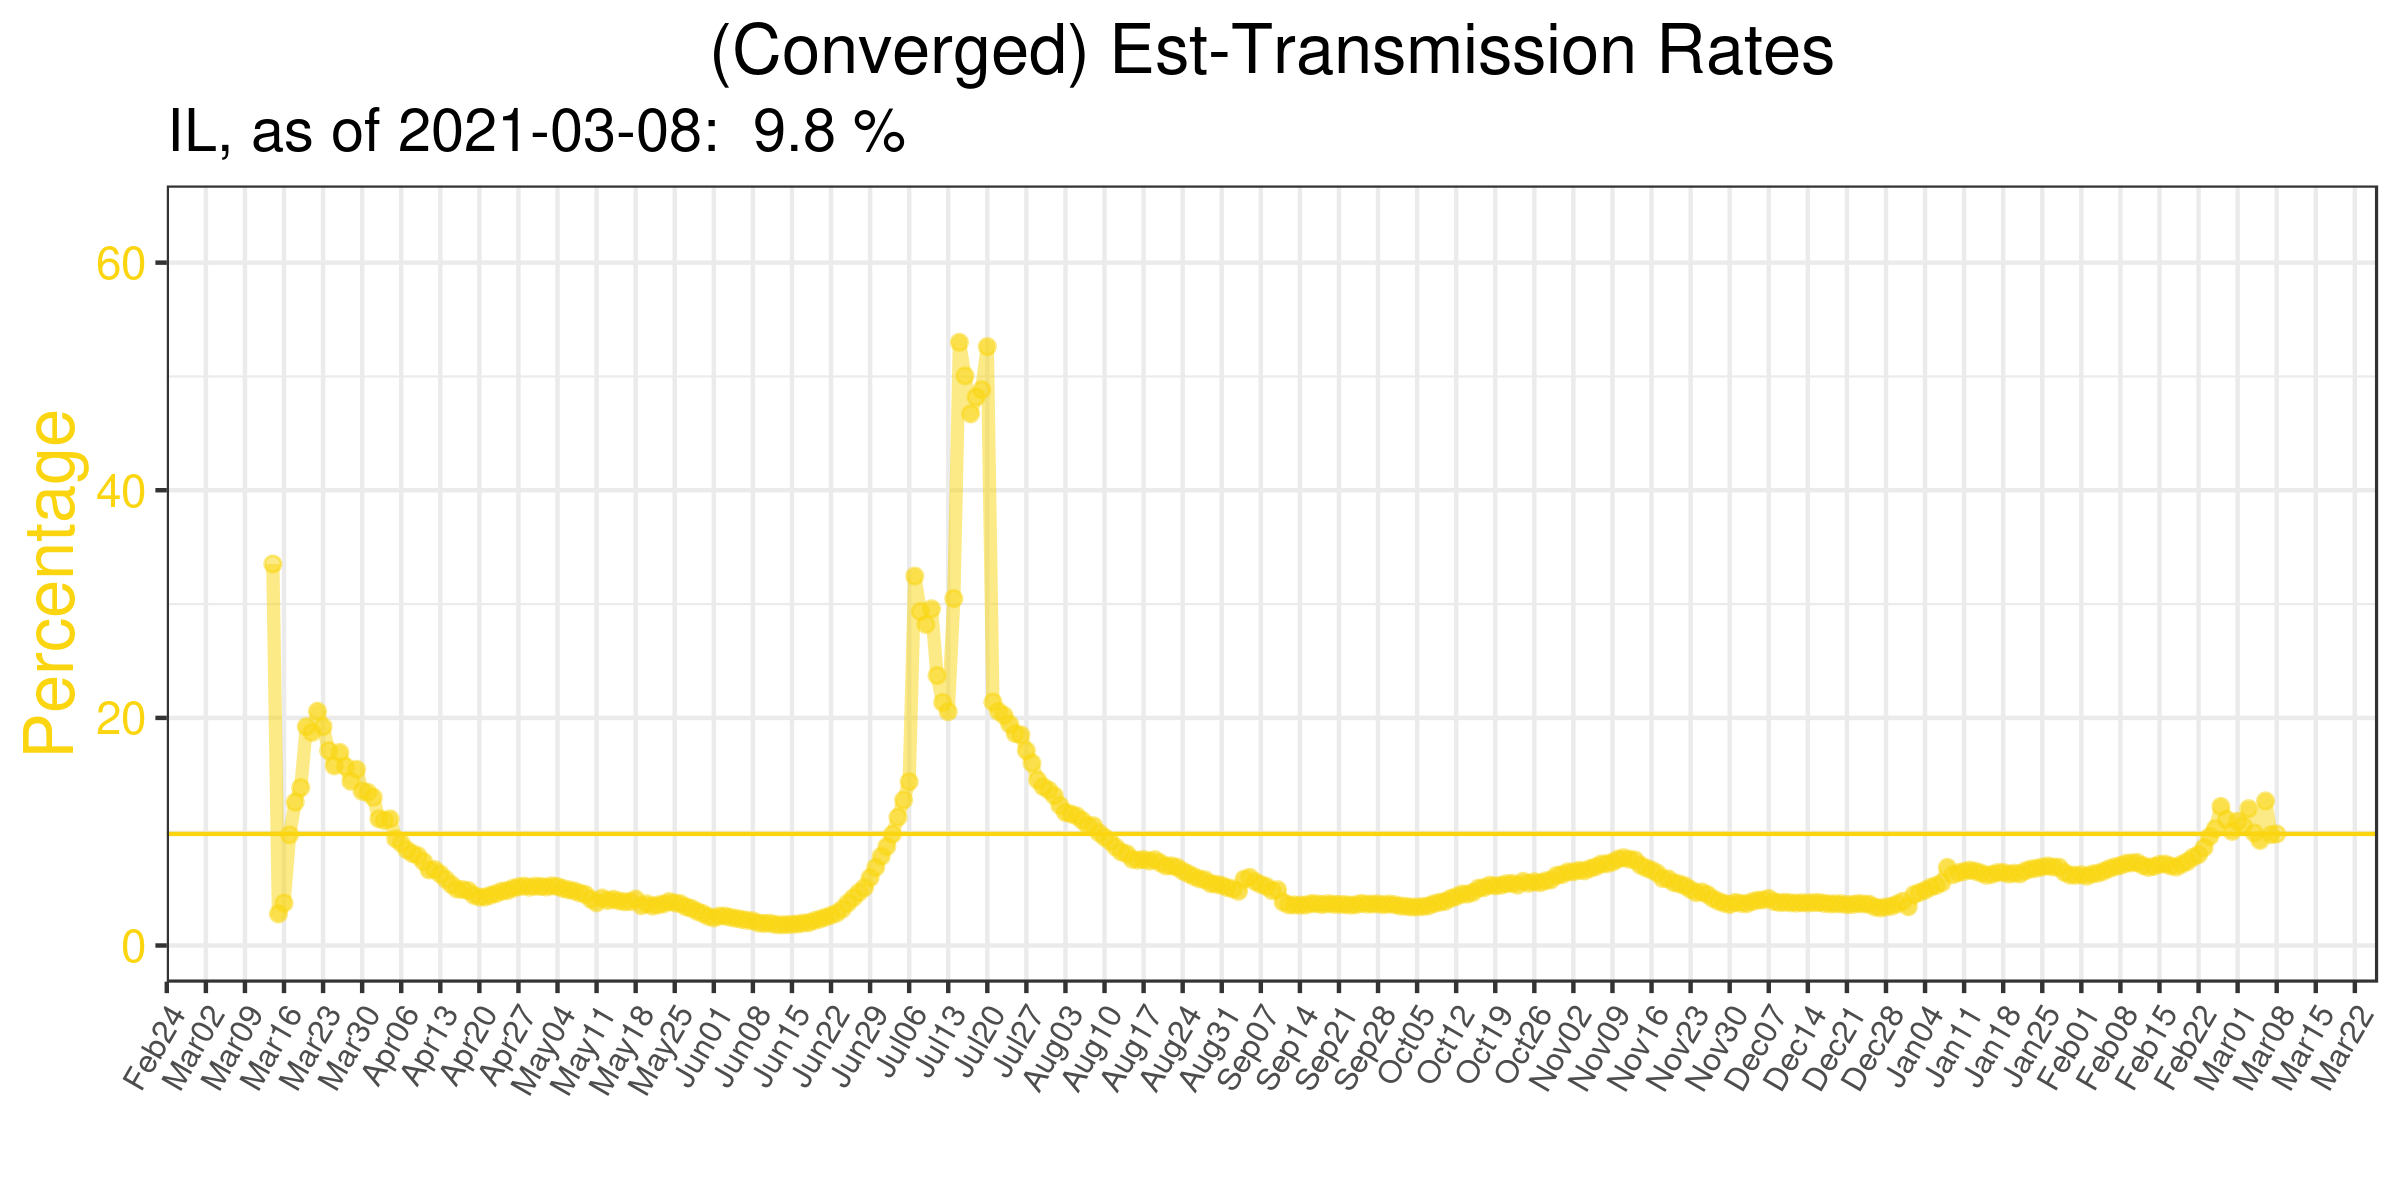 (Converged) Est-Transmission Rates
IL, as of 2021-03-08:  9.8 %
Percentage
60
40
20
0
Feb24
Mar02
Mar09
Mar16
Mar23
Mar30
Apr06
Apr13
Apr20
Apr27
May04
May11
May18
May25
Jun01
Jun08
Jun15
Jun22
Jun29
Jul06
Jul13
Jul20
Jul27
Aug03
Aug10
Aug17
Aug24
Aug31
Sep07
Sep14
Sep21
Sep28
Oct05
Oct12
Oct19
Oct26
Nov02
Nov09
Nov16
Nov23
Nov30
Dec07
Dec14
Dec21
Dec28
Jan04
Jan11
Jan18
Jan25
Feb01
Feb08
Feb15
Feb22
Mar01
Mar08
Mar15
Mar22